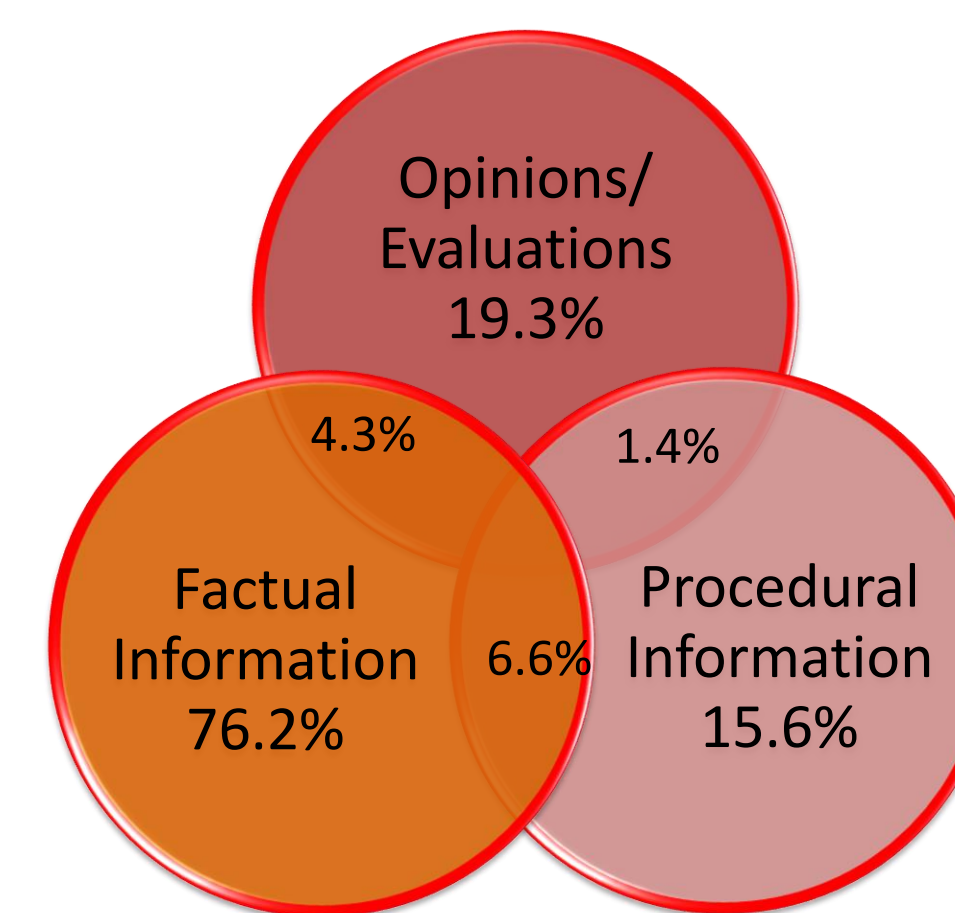 Opinions/
Evaluations
19.3%
4.3%
1.4%
Factual
Information
76.2%
6.6%
Procedural
Information
15.6%